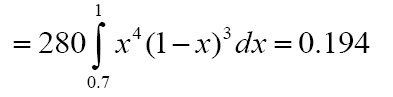 = 280 ∫_{0.7}^{1} x^4 (1 − x)^3 dx = 0.194